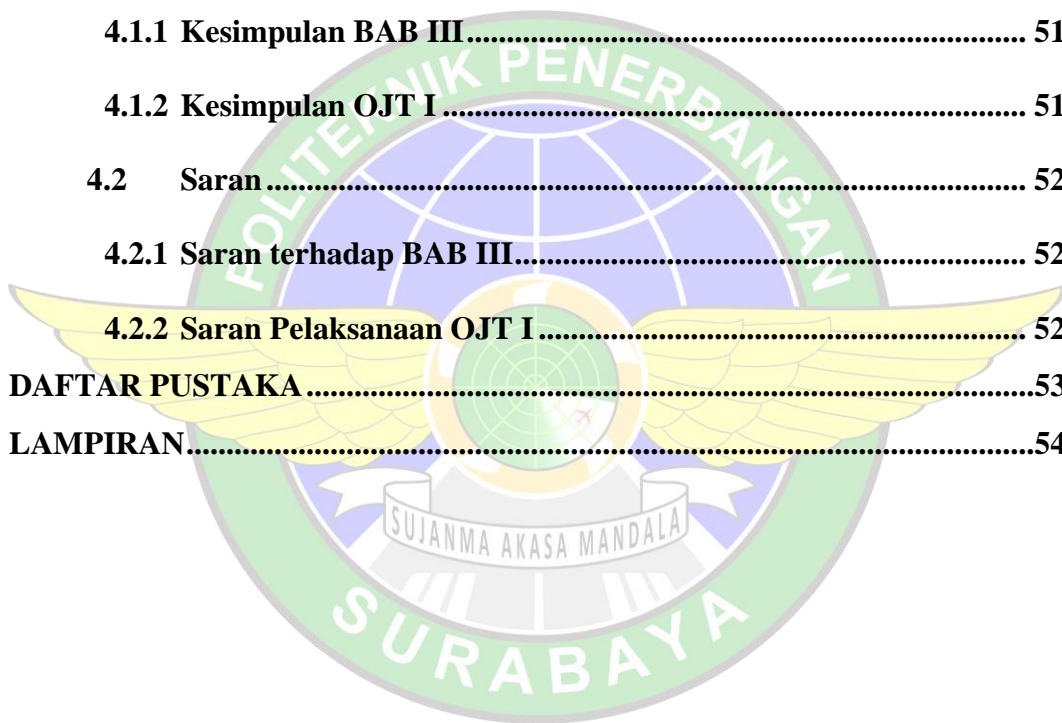 4.1.1 Kesimpulan BAB III.......................................................................... 51
4.1.2 Kesimpulan OJT I ............................................................................. 51
4.2 Saran .................................................................................................... 52
4.2.1 Saran terhadap BAB III.................................................................... 52
4.2.2 Saran Pelaksanaan OJT I ................................................................ 52
DAFTAR PUSTAKA ................................................................................................53
LAMPIRAN................................................................................................................54
POLITEKNIK PENERBANGAN
SUJANMA AKASA MANDALA
SURABAYA